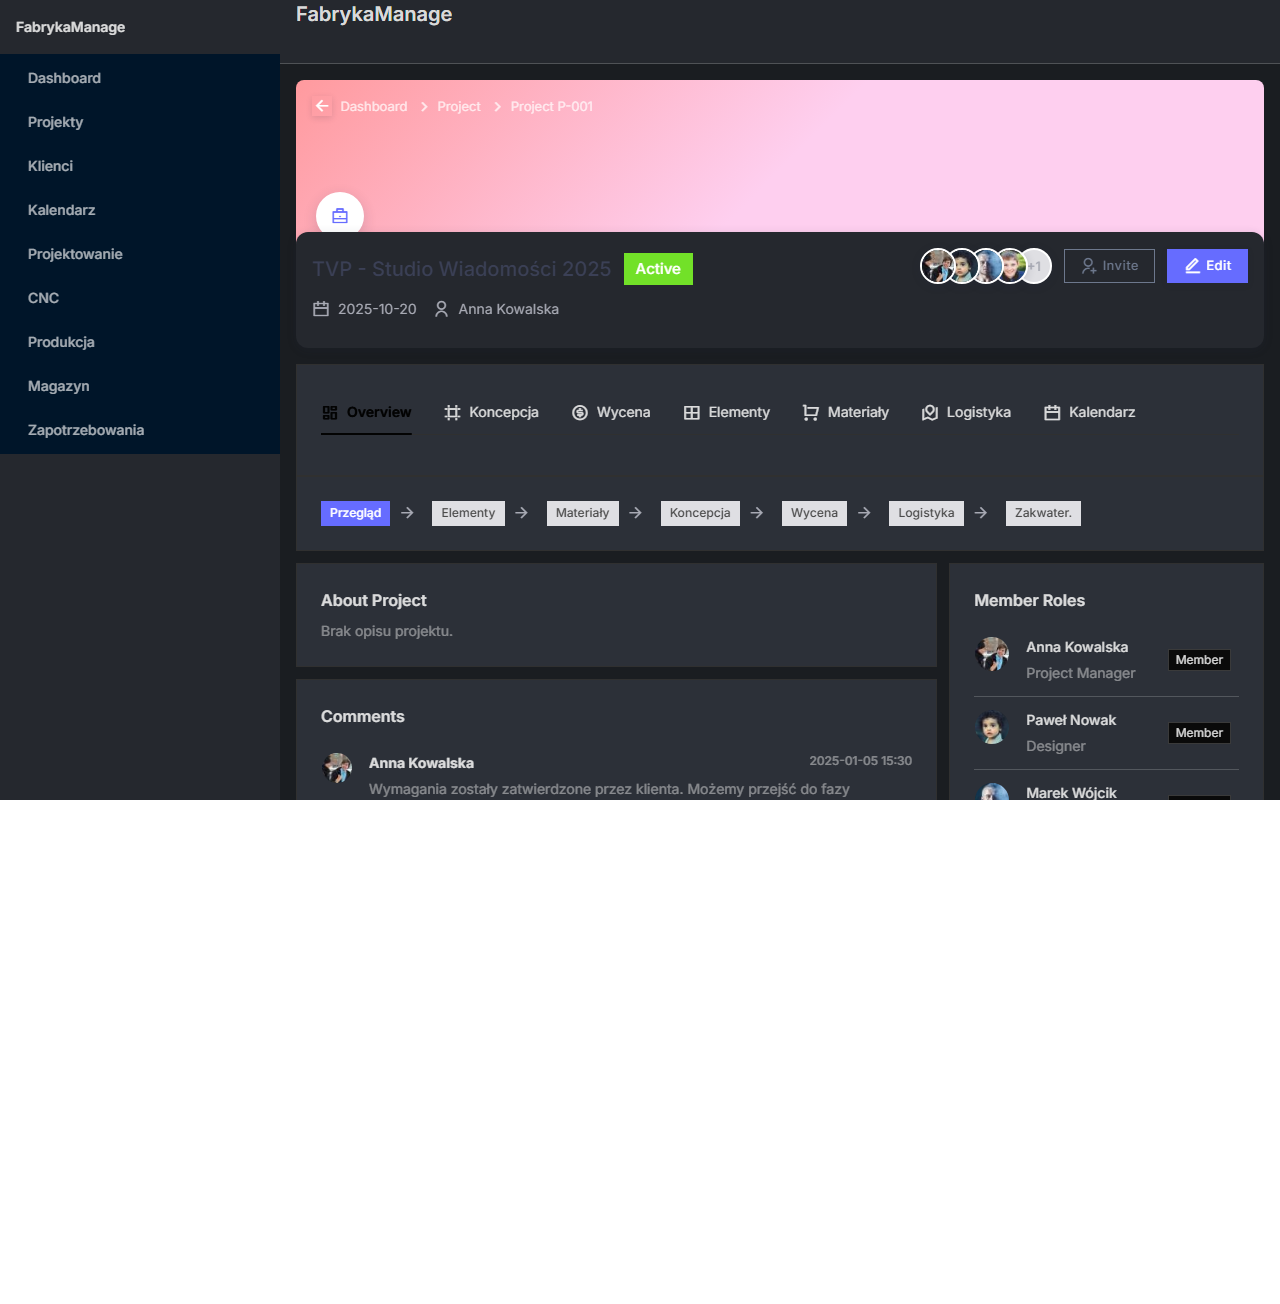 FabrykaManage
Dashboard
Projekty
Klienci
Kalendarz
Projektowanie
CNC
Produkcja
Magazyn
Zapotrzebowania
FabrykaManage
Dashboard Project Project P-001
TVP - Studio Wiadomości 2025 Active +1 Invite Edit
2025-10-20 Anna Kowalska
Overview Koncepcja Wycena Elementy Materiały Logistyka Kalendarz
Przegląd Elementy Materiały Koncepcja Wycena Logistyka Zakwater.
About Project
Brak opisu projektu.
Comments
Anna Kowalska 2025-01-05 15:30
Wymagania zostały zatwierdzone przez klienta. Możemy przejść do fazy
Member Roles
Anna Kowalska
Project Manager
Member
Paweł Nowak
Designer
Member
Marek Wójcik